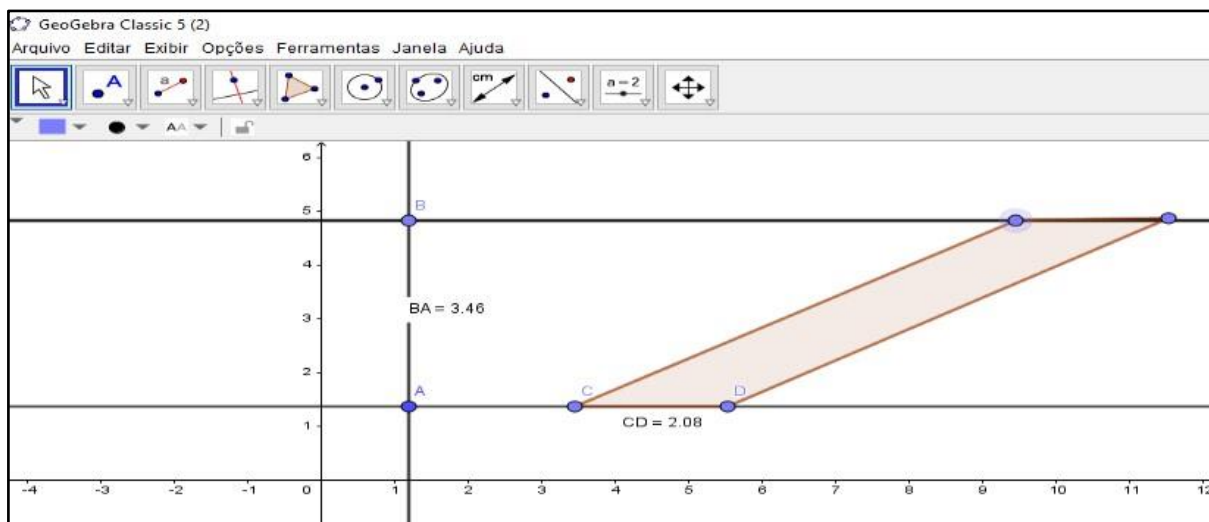 GeoGebra Classic 5 (2)
Arquivo Editar Exibir Opções Ferramentas Janela Ajuda
A a cm a=2
AA
6
5 B
4
BA = 3.46
3
2
A C D
CD = 2.08
1
-4 -3 -2 -1 0 1 2 3 4 5 6 7 8 9 10 11 12